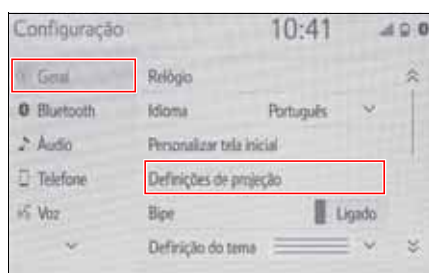 Configuração 10:41
Geral Relógio
Bluetooth Idioma Português
Áudio Personalizar tela inicial
Telefone Definições de projeção
Voz Bipe Ligado
Definição do tema